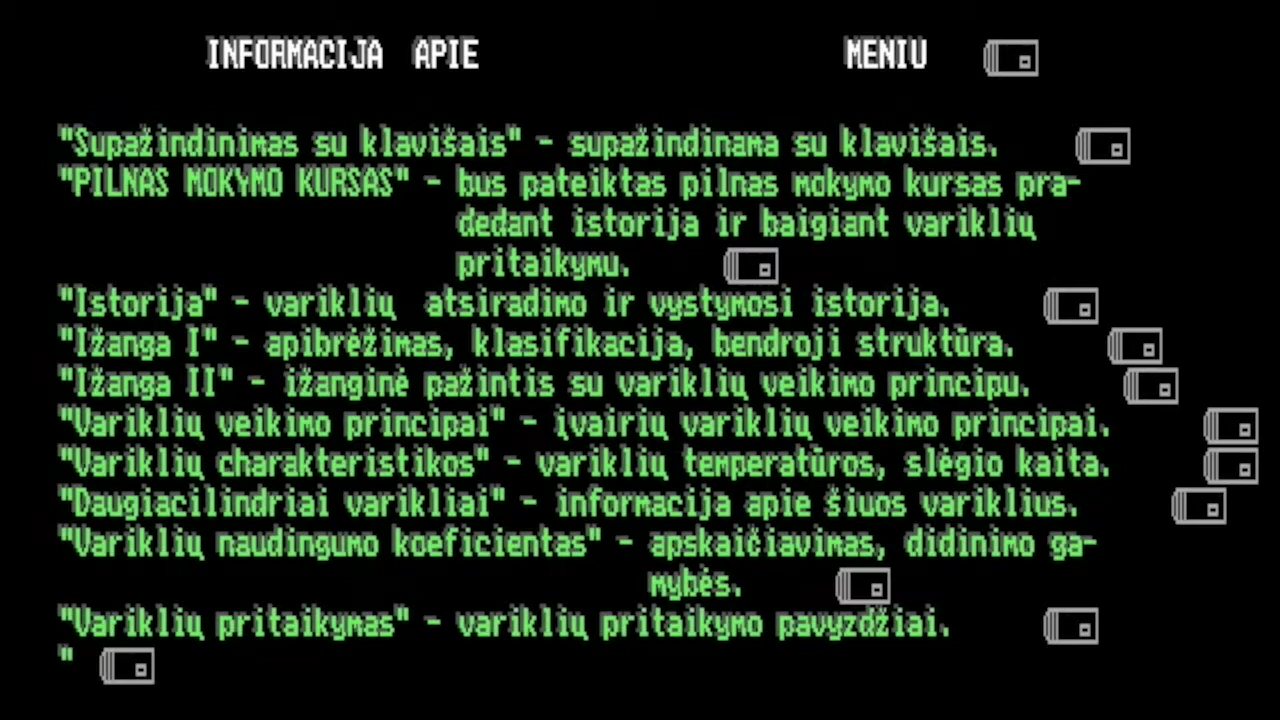 INFORMACIJA APIE MENIU
"Supažindinimas su klavišais" - supažindinama su klavišais.
"PILNAS MOKYMO KURSAS" - bus pateiktas pilnas mokymo kursas pra-
dedant istorija ir baigiant variklių
pritaikymu.
"Istorija" - variklių atsiradimo ir vystymosi istorija.
"Ižanga I" - apibrėžimas, klasifikacija, bendroji struktūra.
"Ižanga II" - ižanginė pažintis su variklių veikimo principu.
"Variklių veikimo principai" - įvairių variklių veikimo principai.
"Variklių charakteristikos" - variklių temperatūros, slėgio kaita.
"Daugiacilindriai varikliai" - informacija apie šiuos variklius.
"Variklių naudingumo koeficientas" - apskaičiavimas, didinimo ga-
mybės.
"Variklių pritaikymas" - variklių pritaikymo pavyzdžiai.
"